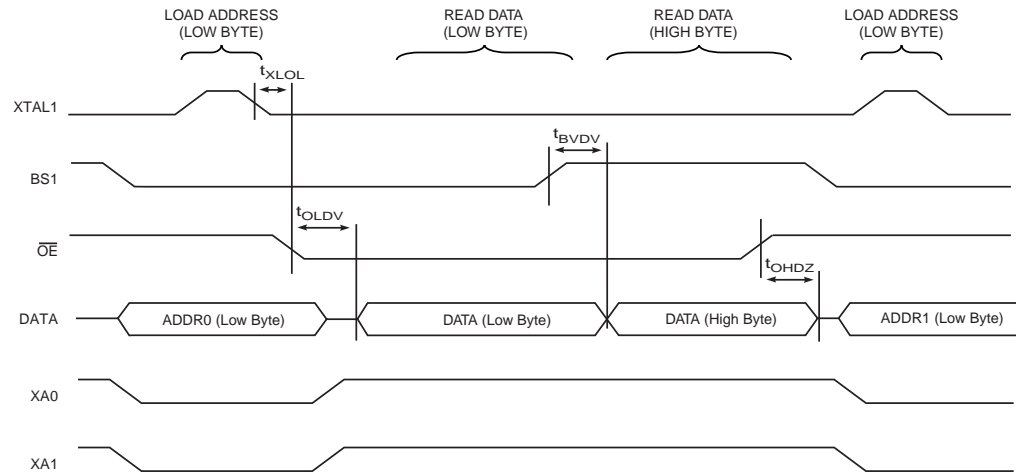 LOAD ADDRESS
(LOW BYTE)
READ DATA
(LOW BYTE)
READ DATA
(HIGH BYTE)
LOAD ADDRESS
(LOW BYTE)
tXLOL
XTAL1
tBVDV
BS1
tOLDV
OE
tOHDZ
DATA
ADDR0 (Low Byte)
DATA (Low Byte)
DATA (High Byte)
ADDR1 (Low Byte)
XA0
XA1